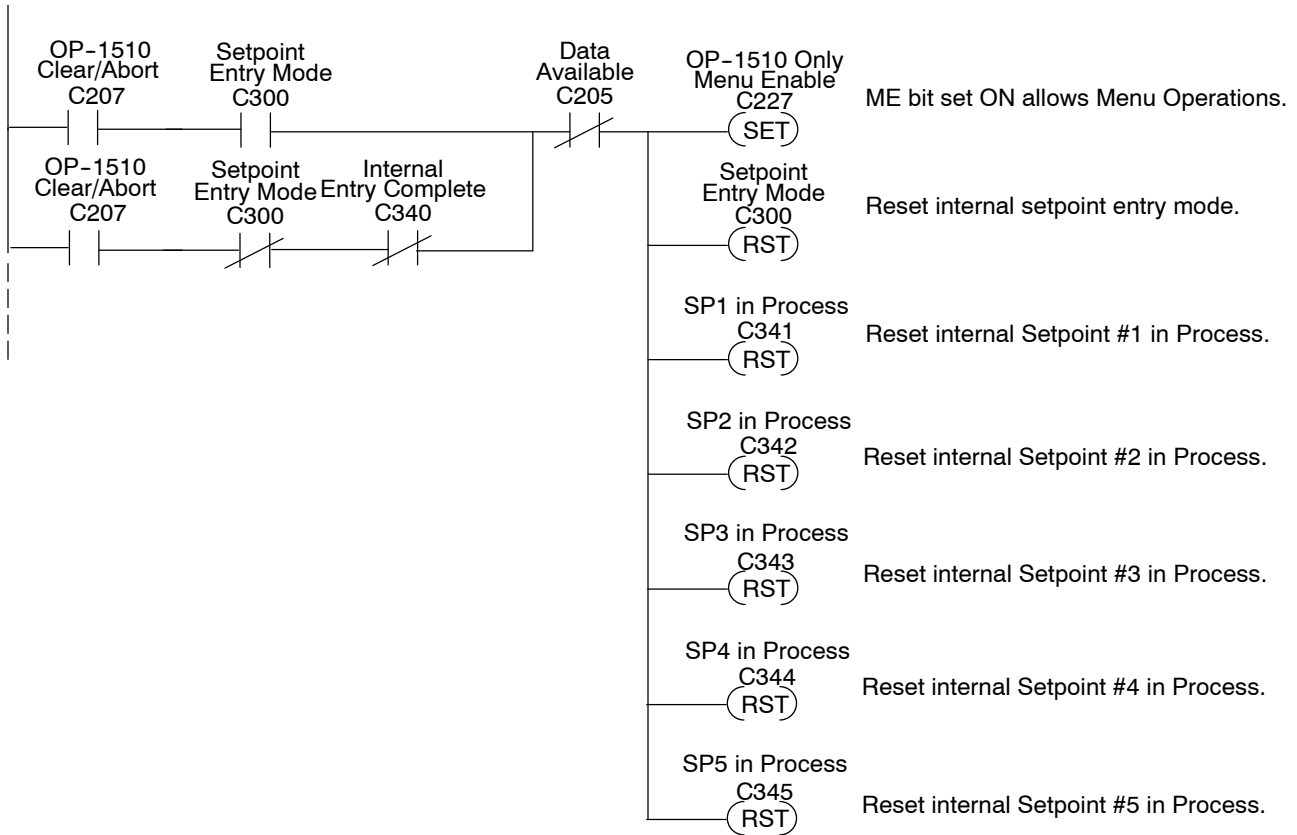 OP-1510
Clear/Abort
C207
Setpoint
Entry Mode
C300
Data
Available
C205
OP-1510 Only
Menu Enable
C227
SET
ME bit set ON allows Menu Operations.
OP-1510
Clear/Abort
C207
Setpoint
Entry Mode
C300
Internal
Entry Complete
C340
Setpoint
Entry Mode
C300
RST
Reset internal setpoint entry mode.
SP1 in Process
C341
RST
Reset internal Setpoint #1 in Process.
SP2 in Process
C342
RST
Reset internal Setpoint #2 in Process.
SP3 in Process
C343
RST
Reset internal Setpoint #3 in Process.
SP4 in Process
C344
RST
Reset internal Setpoint #4 in Process.
SP5 in Process
C345
RST
Reset internal Setpoint #5 in Process.